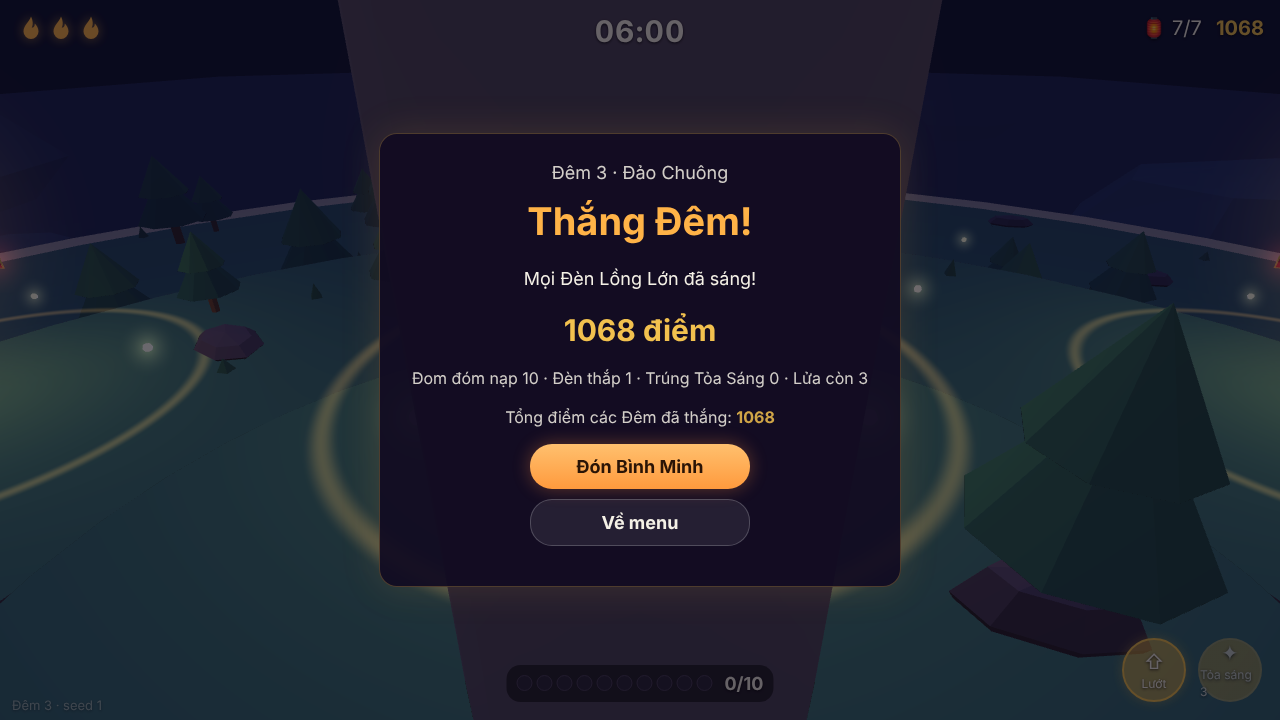 06:00
7/7 1068
Đêm 3 · Đảo Chuông
Thắng Đêm!
Mọi Đèn Lồng Lớn đã sáng!
1068 điểm
Đom đóm nạp 10 · Đèn thắp 1 · Trúng Tỏa Sáng 0 · Lửa còn 3
Tổng điểm các Đêm đã thắng: 1068
Đón Bình Minh
Về menu
0/10
Lướt
Tỏa sáng
3
Đêm 3 · seed 1